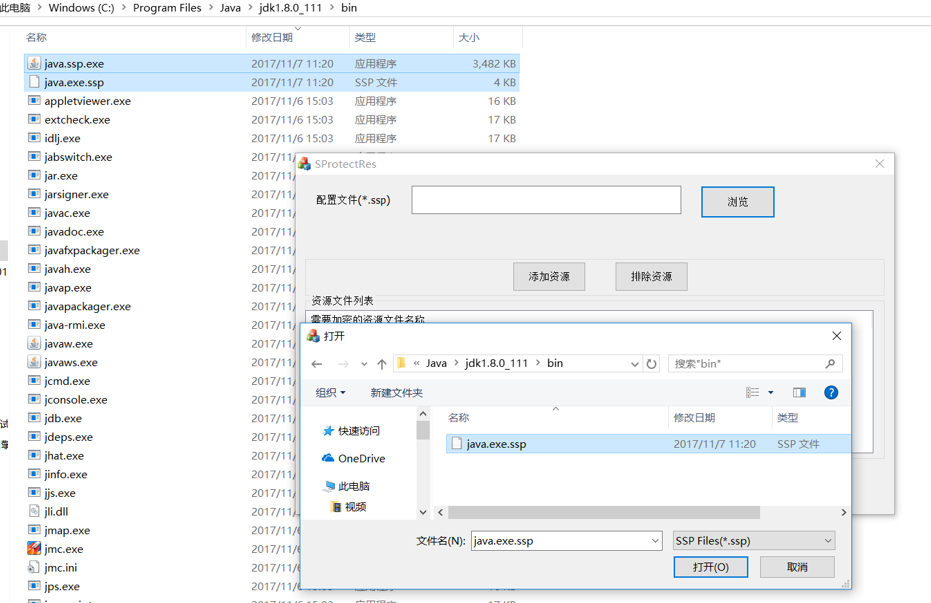 此电脑 > Windows (C:) > Program Files > Java > jdk1.8.0_111 > bin
名称 修改日期 类型 大小
java.ssp.exe 2017/11/7 11:20 应用程序 3,482 KB
java.exe.ssp 2017/11/7 11:20 SSP 文件 4 KB
appletviewer.exe 2017/11/6 15:03 应用程序 16 KB
extcheck.exe 2017/11/6 15:03 应用程序 17 KB
idlj.exe 2017/11/6 15:03 应用程序 17 KB
jabswitch.exe 2017/11/
jar.exe 2017/11/
jarsigner.exe 2017/11/
javac.exe 2017/11/
javadoc.exe 2017/11/
javafxpackager.exe 2017/11/
javah.exe 2017/11/
javap.exe 2017/11/
javapackager.exe 2017/11/
java-rmi.exe 2017/11/
javaw.exe 2017/11/
javaws.exe 2017/11/
jcmd.exe 2017/11/
jconsole.exe 2017/11/
jdb.exe 2017/11/
jdeps.exe 2017/11/
jhat.exe 2017/11/
jinfo.exe 2017/11/
jjs.exe 2017/11/
jli.dll 2017/11/
jmap.exe 2017/11/
jmc.exe 2017/11/
jmc.ini 2017/11/
jps.exe 2017/11/
SProtectRes
配置文件(*.ssp) 浏览
添加资源 排除资源
资源文件列表
需要加密的资源文件名称
打开
« Java > jdk1.8.0_111 > bin 搜索"bin"
组织 新建文件夹
名称 修改日期 类型
快速访问
java.exe.ssp 2017/11/7 11:20 SSP 文件
OneDrive
此电脑
视频
文件名(N): java.exe.ssp SSP Files(*.ssp)
打开(O) 取消